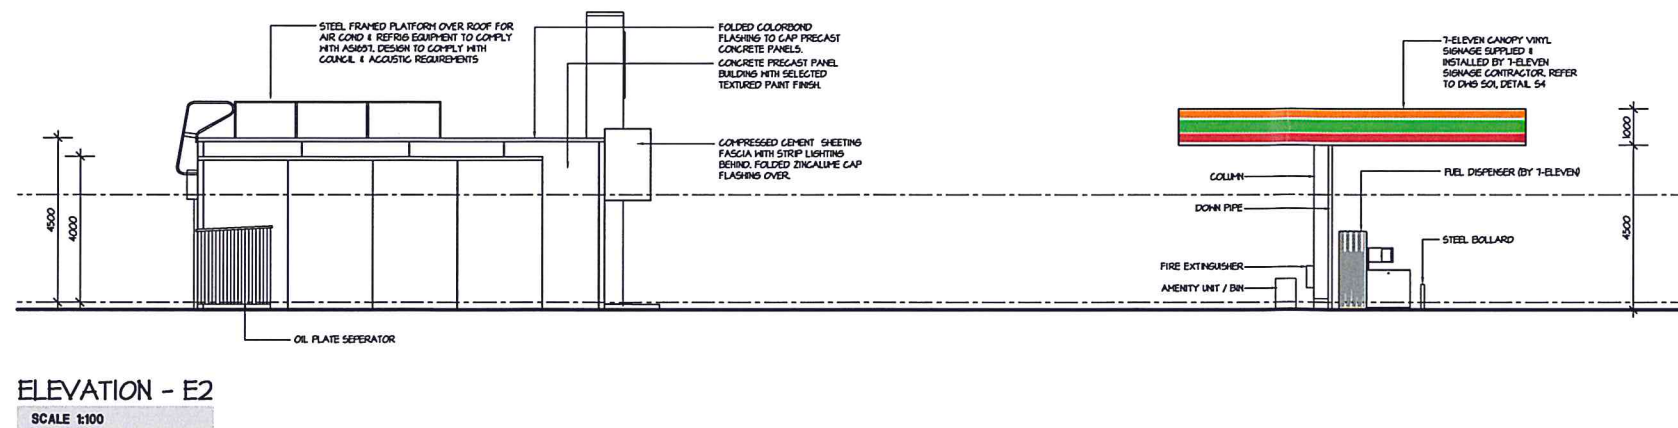 STEEL FRAMED PLATFORM OVER ROOF FOR
AIR COND & REFRIG EQUIPMENT TO COMPLY
WITH AS1657. DESIGN TO COMPLY WITH
COUNCIL & ACOUSTIC REQUIREMENTS
FOLDED COLORBOND
FLASHING TO CAP PRECAST
CONCRETE PANELS.
CONCRETE PRECAST PANEL
BUILDING WITH SELECTED
TEXTURED PAINT FINISH.
COMPRESSED CEMENT SHEETING
FASCIA WITH STRIP LIGHTING
BEHIND. FOLDED ZINCALUME CAP
FLASHING OVER.
7-ELEVEN CANOPY VINYL
SIGNAGE SUPPLIED &
INSTALLED BY 7-ELEVEN
SIGNAGE CONTRACTOR. REFER
TO DWG S01, DETAIL S4
1000
COLUMN
FUEL DISPENSER (BY 7-ELEVEN)
DOWN PIPE
4500
4000
4500
STEEL BOLLARD
FIRE EXTINGUISHER
AMENITY UNIT / BIN
OIL PLATE SEPERATOR
ELEVATION - E2
SCALE 1:100